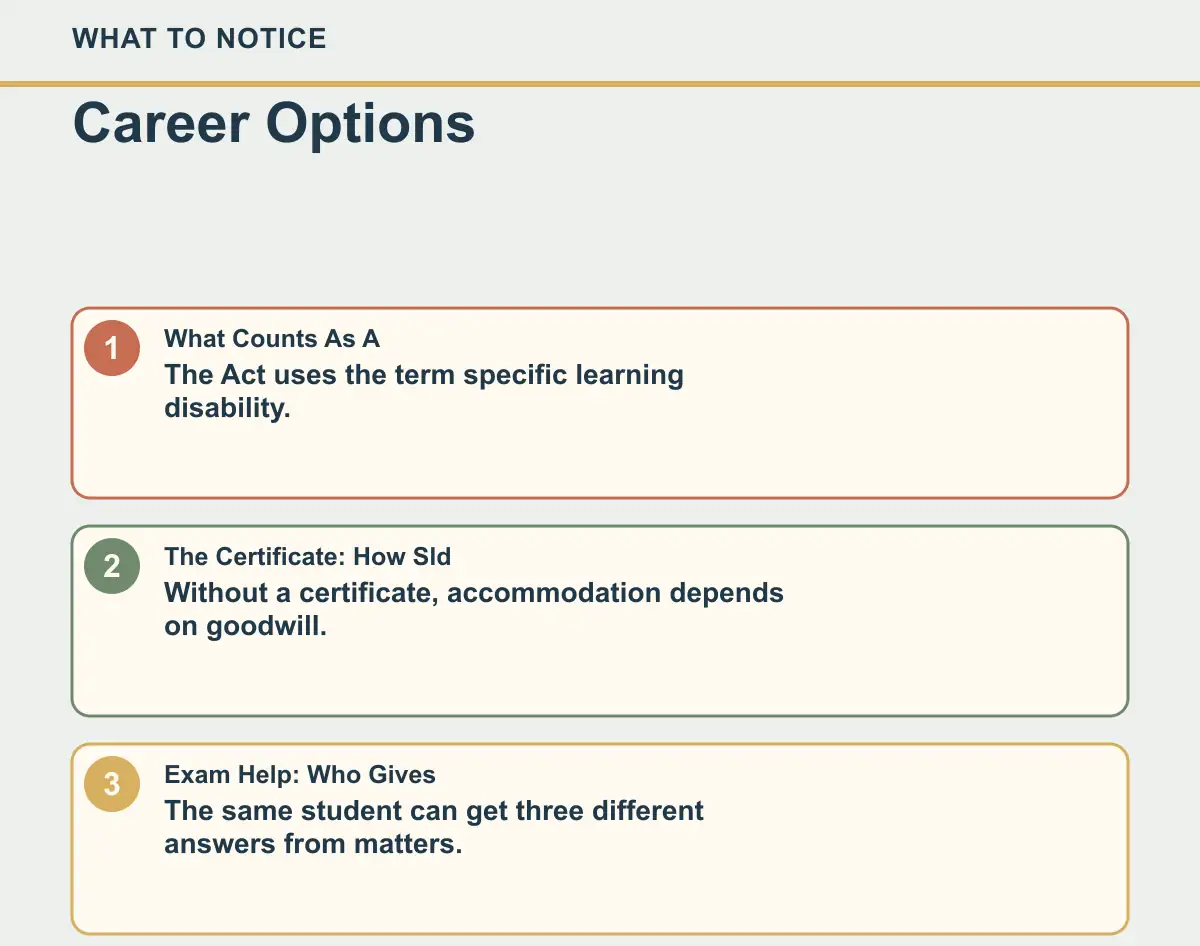 WHAT TO NOTICE
Career Options
1
What Counts As A
The Act uses the term specific learning
disability.
2
The Certificate: How Sld
Without a certificate, accommodation depends
on goodwill.
3
Exam Help: Who Gives
The same student can get three different
answers from matters.